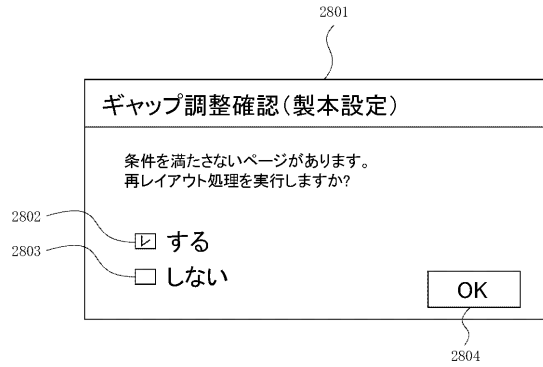 2801
ギャップ調整確認(製本設定)
条件を満たさないページがあります。
再レイアウト処理を実行しますか?
2802
レ する
2803
しない
OK
2804